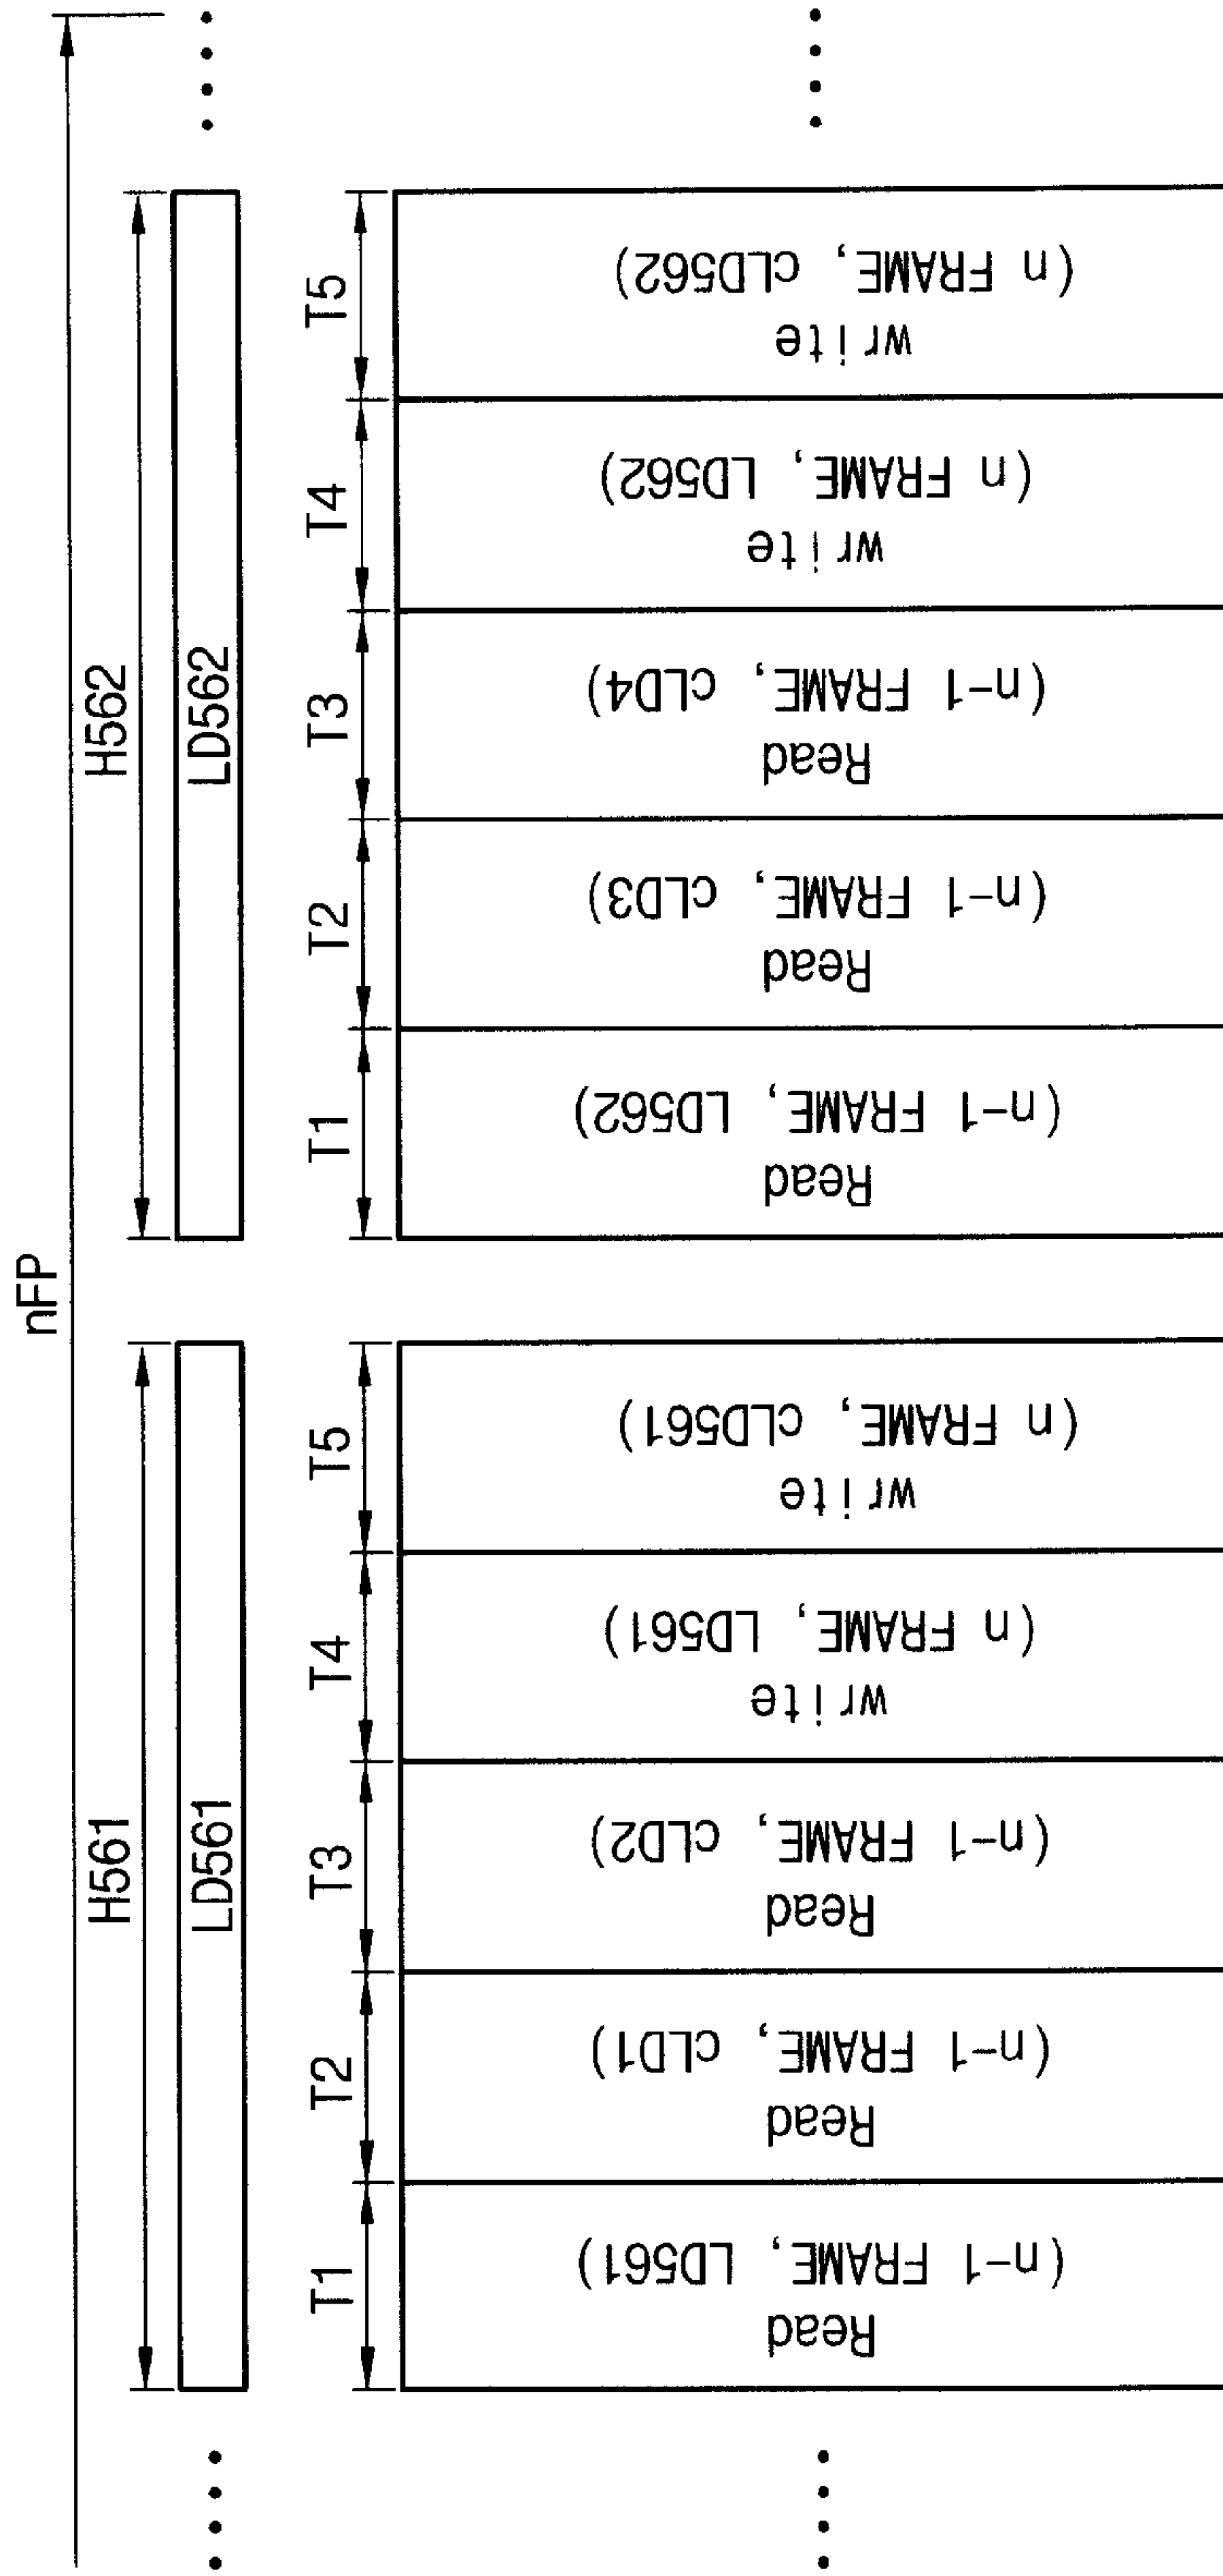 nFP
H561
H562
LD561
LD562
T1
T2
T3
T4
T5
T1
T2
T3
T4
T5
Read
(n-1 FRAME, LD561)
Read
(n-1 FRAME, cLD1)
Read
(n-1 FRAME, cLD2)
write
(n FRAME, LD561)
write
(n FRAME, cLD561)
Read
(n-1 FRAME, LD562)
Read
(n-1 FRAME, cLD3)
Read
(n-1 FRAME, cLD4)
write
(n FRAME, LD562)
write
(n FRAME, cLD562)